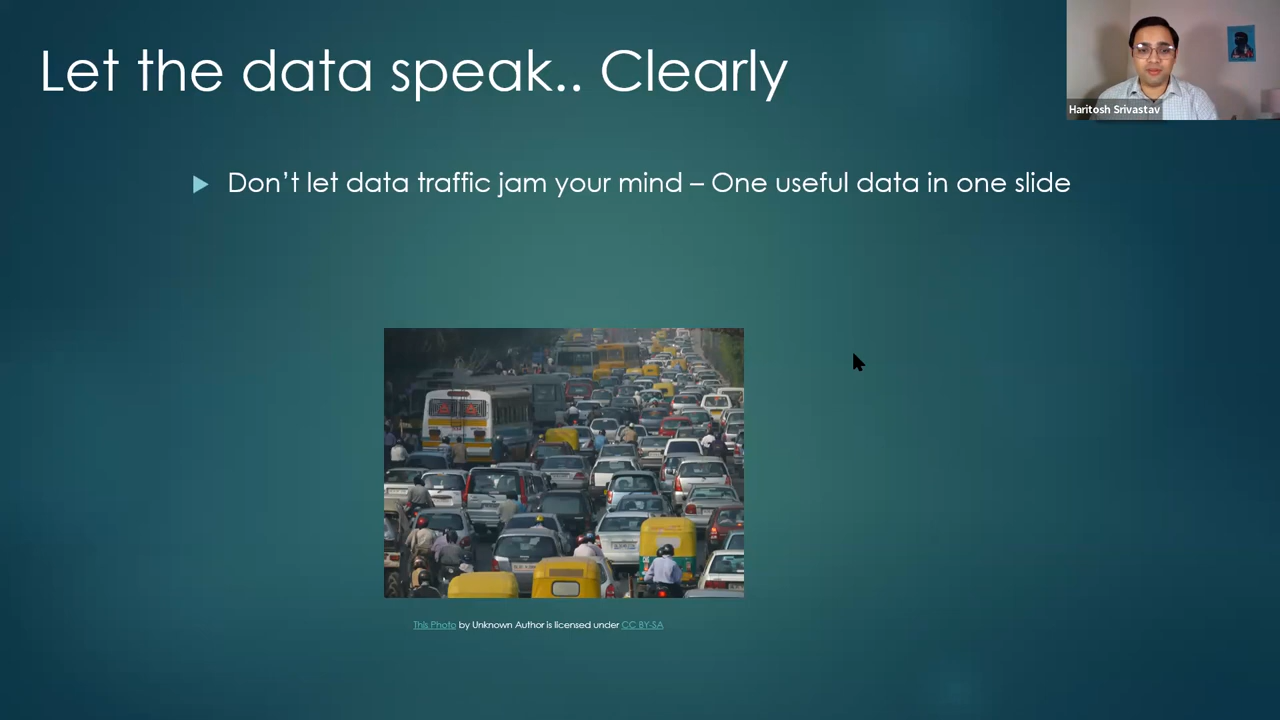 Let the data speak.. Clearly
Haritosh Srivastav
Don’t let data traffic jam your mind – One useful data in one slide
This Photo by Unknown Author is licensed under CC BY-SA